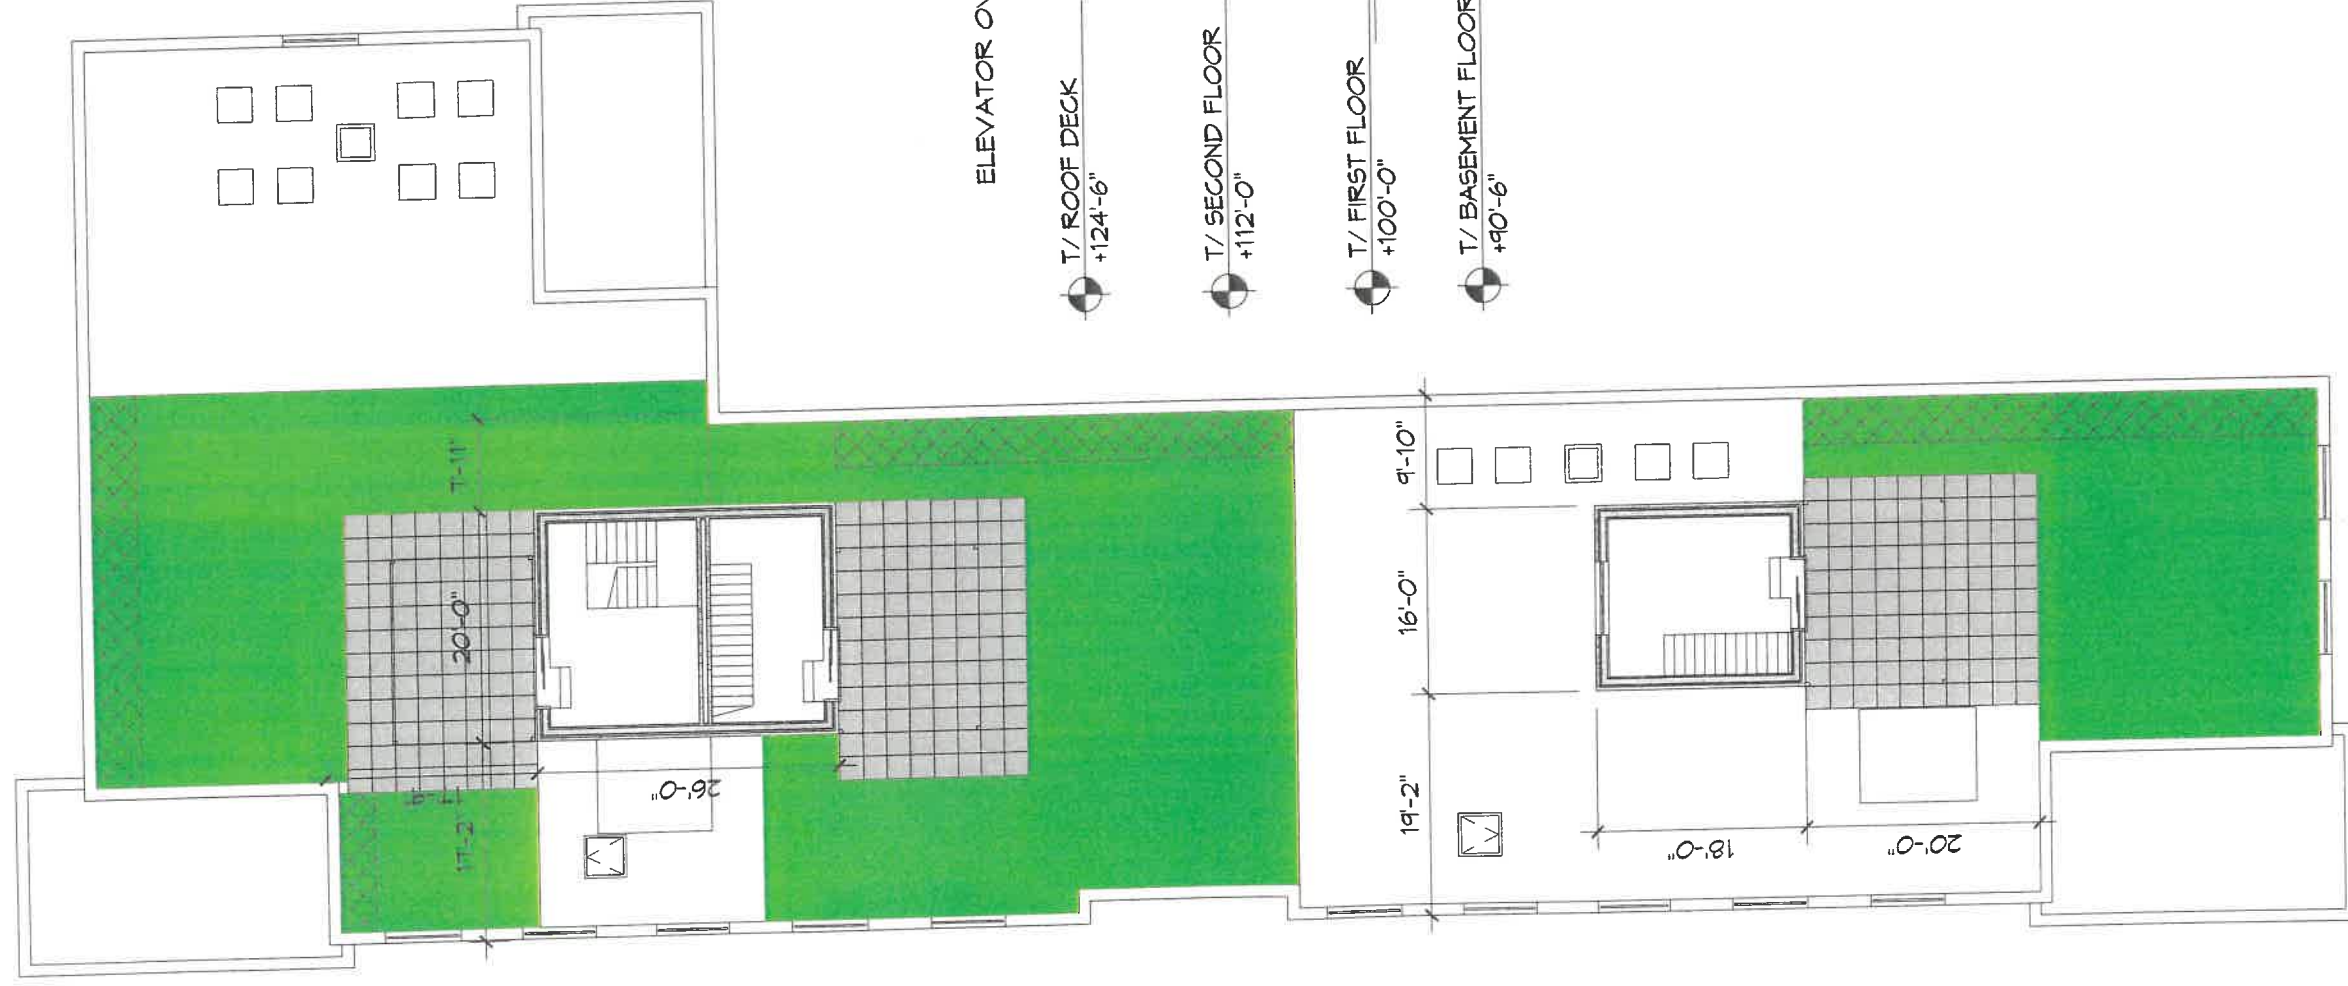 ELEVATOR
T/ ROOF DECK
+124'-6"
T/ SECOND FLOOR
+112'-0"
T/ FIRST FLOOR
+100'-0"
T/ BASEMENT FLOOR
+90'-6"
7'-11"
20'-0"
17'-2"
26'-0"
9'-10"
16'-0"
19'-2"
18'-0"
20'-0"